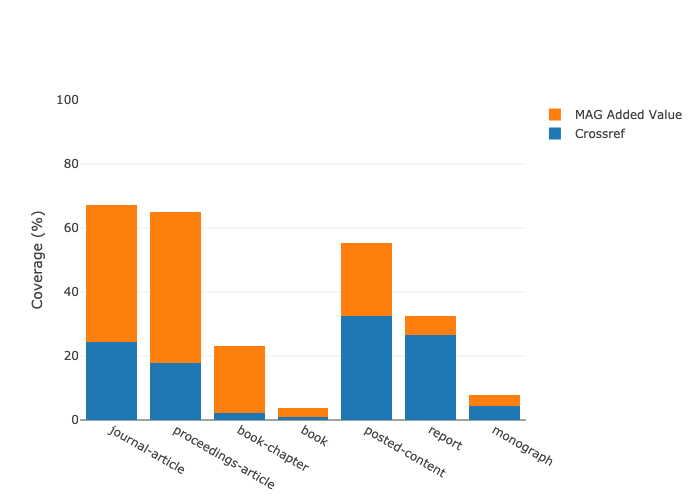 100
80
60
40
20
0
Coverage (%)
journal-article
proceedings-article
book-chapter
book
posted-content
report
monograph
MAG Added Value
Crossref